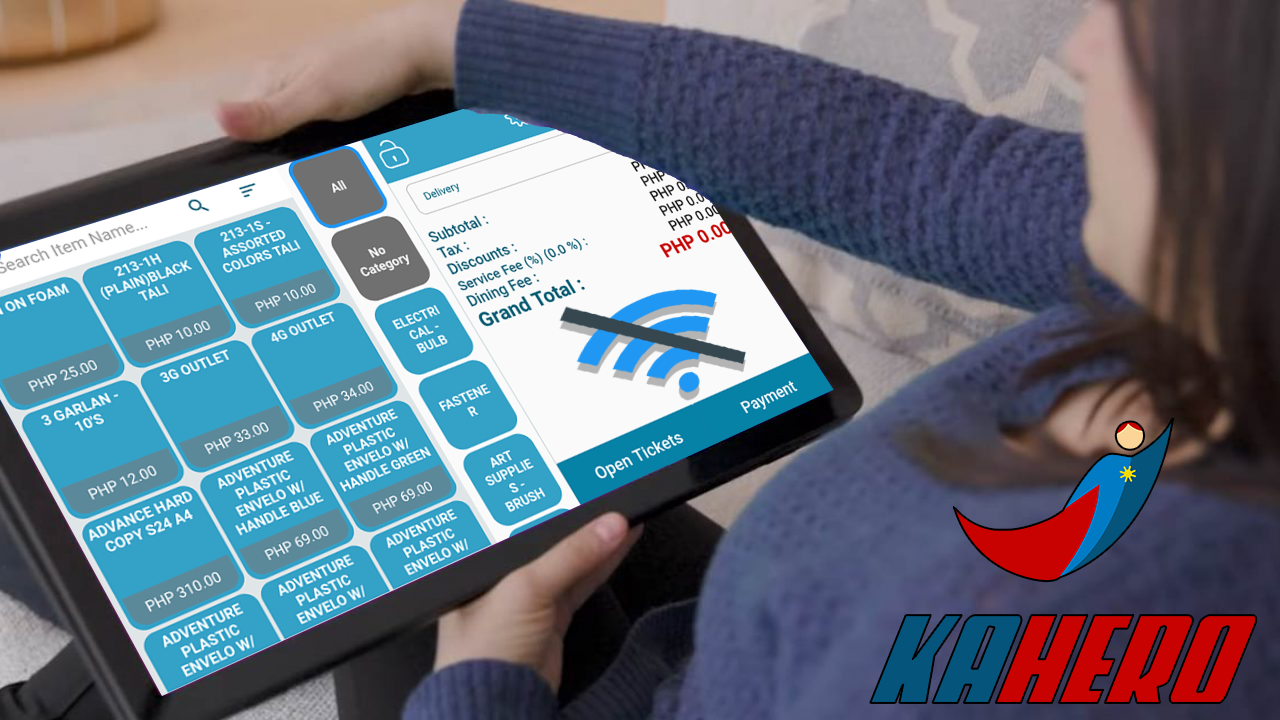 Search Item Name...
ON FOAM
PHP 25.00
213-1H
(PLAIN)BLACK
TALI
PHP 10.00
213-1S -
ASSORTED
COLORS TALI
PHP 10.00
3 GARLAN -
10'S
PHP 12.00
3G OUTLET
PHP 33.00
4G OUTLET
PHP 34.00
ADVANCE HARD
COPY S24 A4
PHP 310.00
ADVENTURE
PLASTIC
ENVELO W/
HANDLE BLUE
PHP 69.00
ADVENTURE
PLASTIC
ENVELO W/
HANDLE GREEN
PHP 69.00
ADVENTURE
PLASTIC
ENVELO W/
ADVENTURE
PLASTIC
ENVELO W/
ADVENTURE
PLASTIC
ENVELO W/
All
No
Category
ELECTRI
CAL -
BULB
FASTENE
R
ART
SUPPLIE
S -
BRUSH
Delivery
Subtotal :
Tax :
Discounts :
Service Fee (%) (0.0 %) :
Dining Fee :
Grand Total :
PHP 0.00
PHP 0.00
Open Tickets
Payment
KAHERO